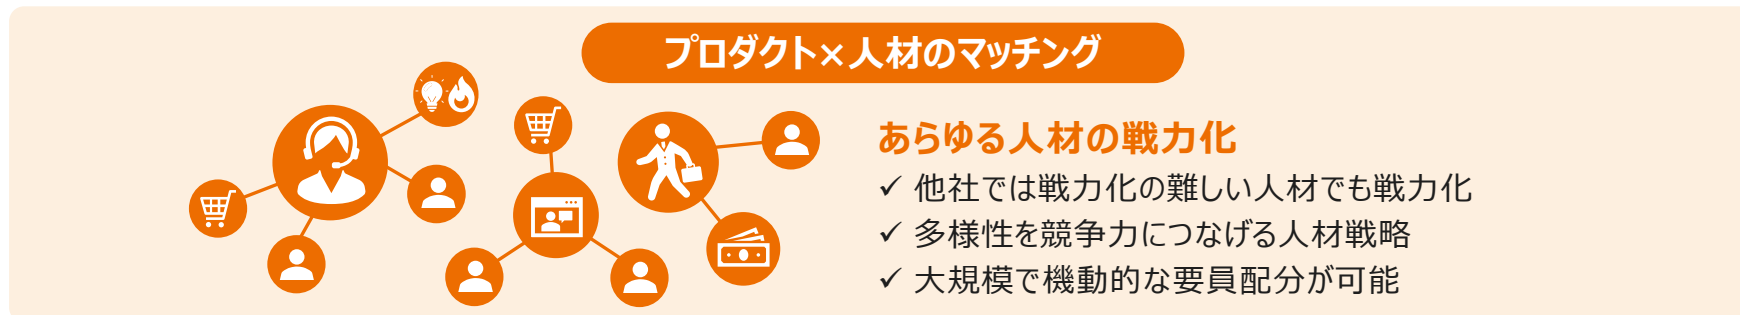 プロダクト×人材のマッチング
あらゆる人材の戦力化
✓ 他社では戦力化の難しい人材でも戦力化
✓ 多様性を競争力につなげる人材戦略
✓ 大規模で機動的な要員配分が可能